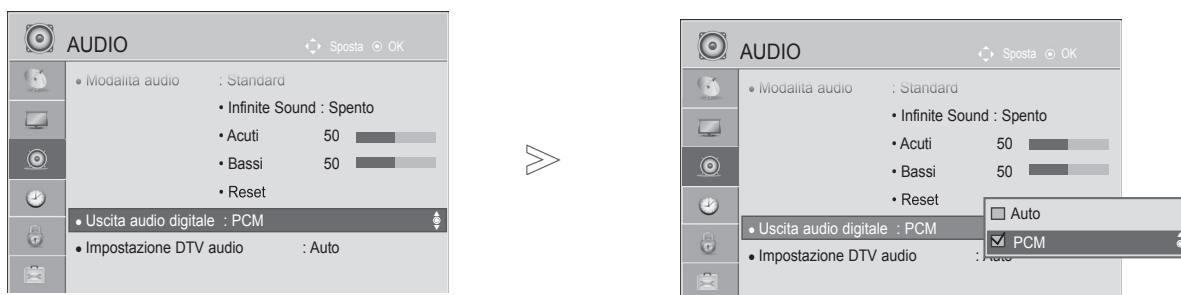 AUDIO Sposta OK
• Modalità audio : Standard
• Infinite Sound : Spento
• Acuti 50
• Bassi 50
• Reset
• Uscita audio digitale : PCM
• Impostazione DTV audio : Auto
AUDIO Sposta OK
• Modalità audio : Standard
• Infinite Sound : Spento
• Acuti 50
• Bassi 50
• Reset
• Uscita audio digitale : PCM
• Impostazione DTV audio : Auto
Auto
PCM